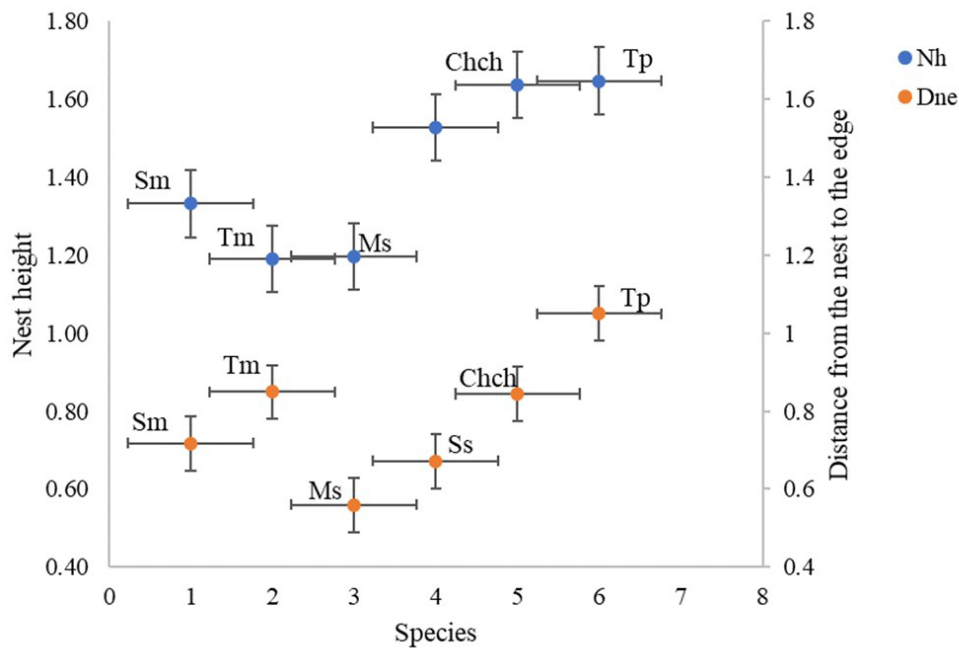 1.80
1.60
1.40
1.20
1.00
0.80
0.60
0.40
Nest height
0
1
2
3
4
5
6
7
8
Species
1.8
1.6
1.4
1.2
1
0.8
0.6
0.4
Distance from the nest to the edge
Nh
Dne
Sm
Tm
Ms
Chch
Tp
Sm
Tm
Ms
Ss
Chch
Tp